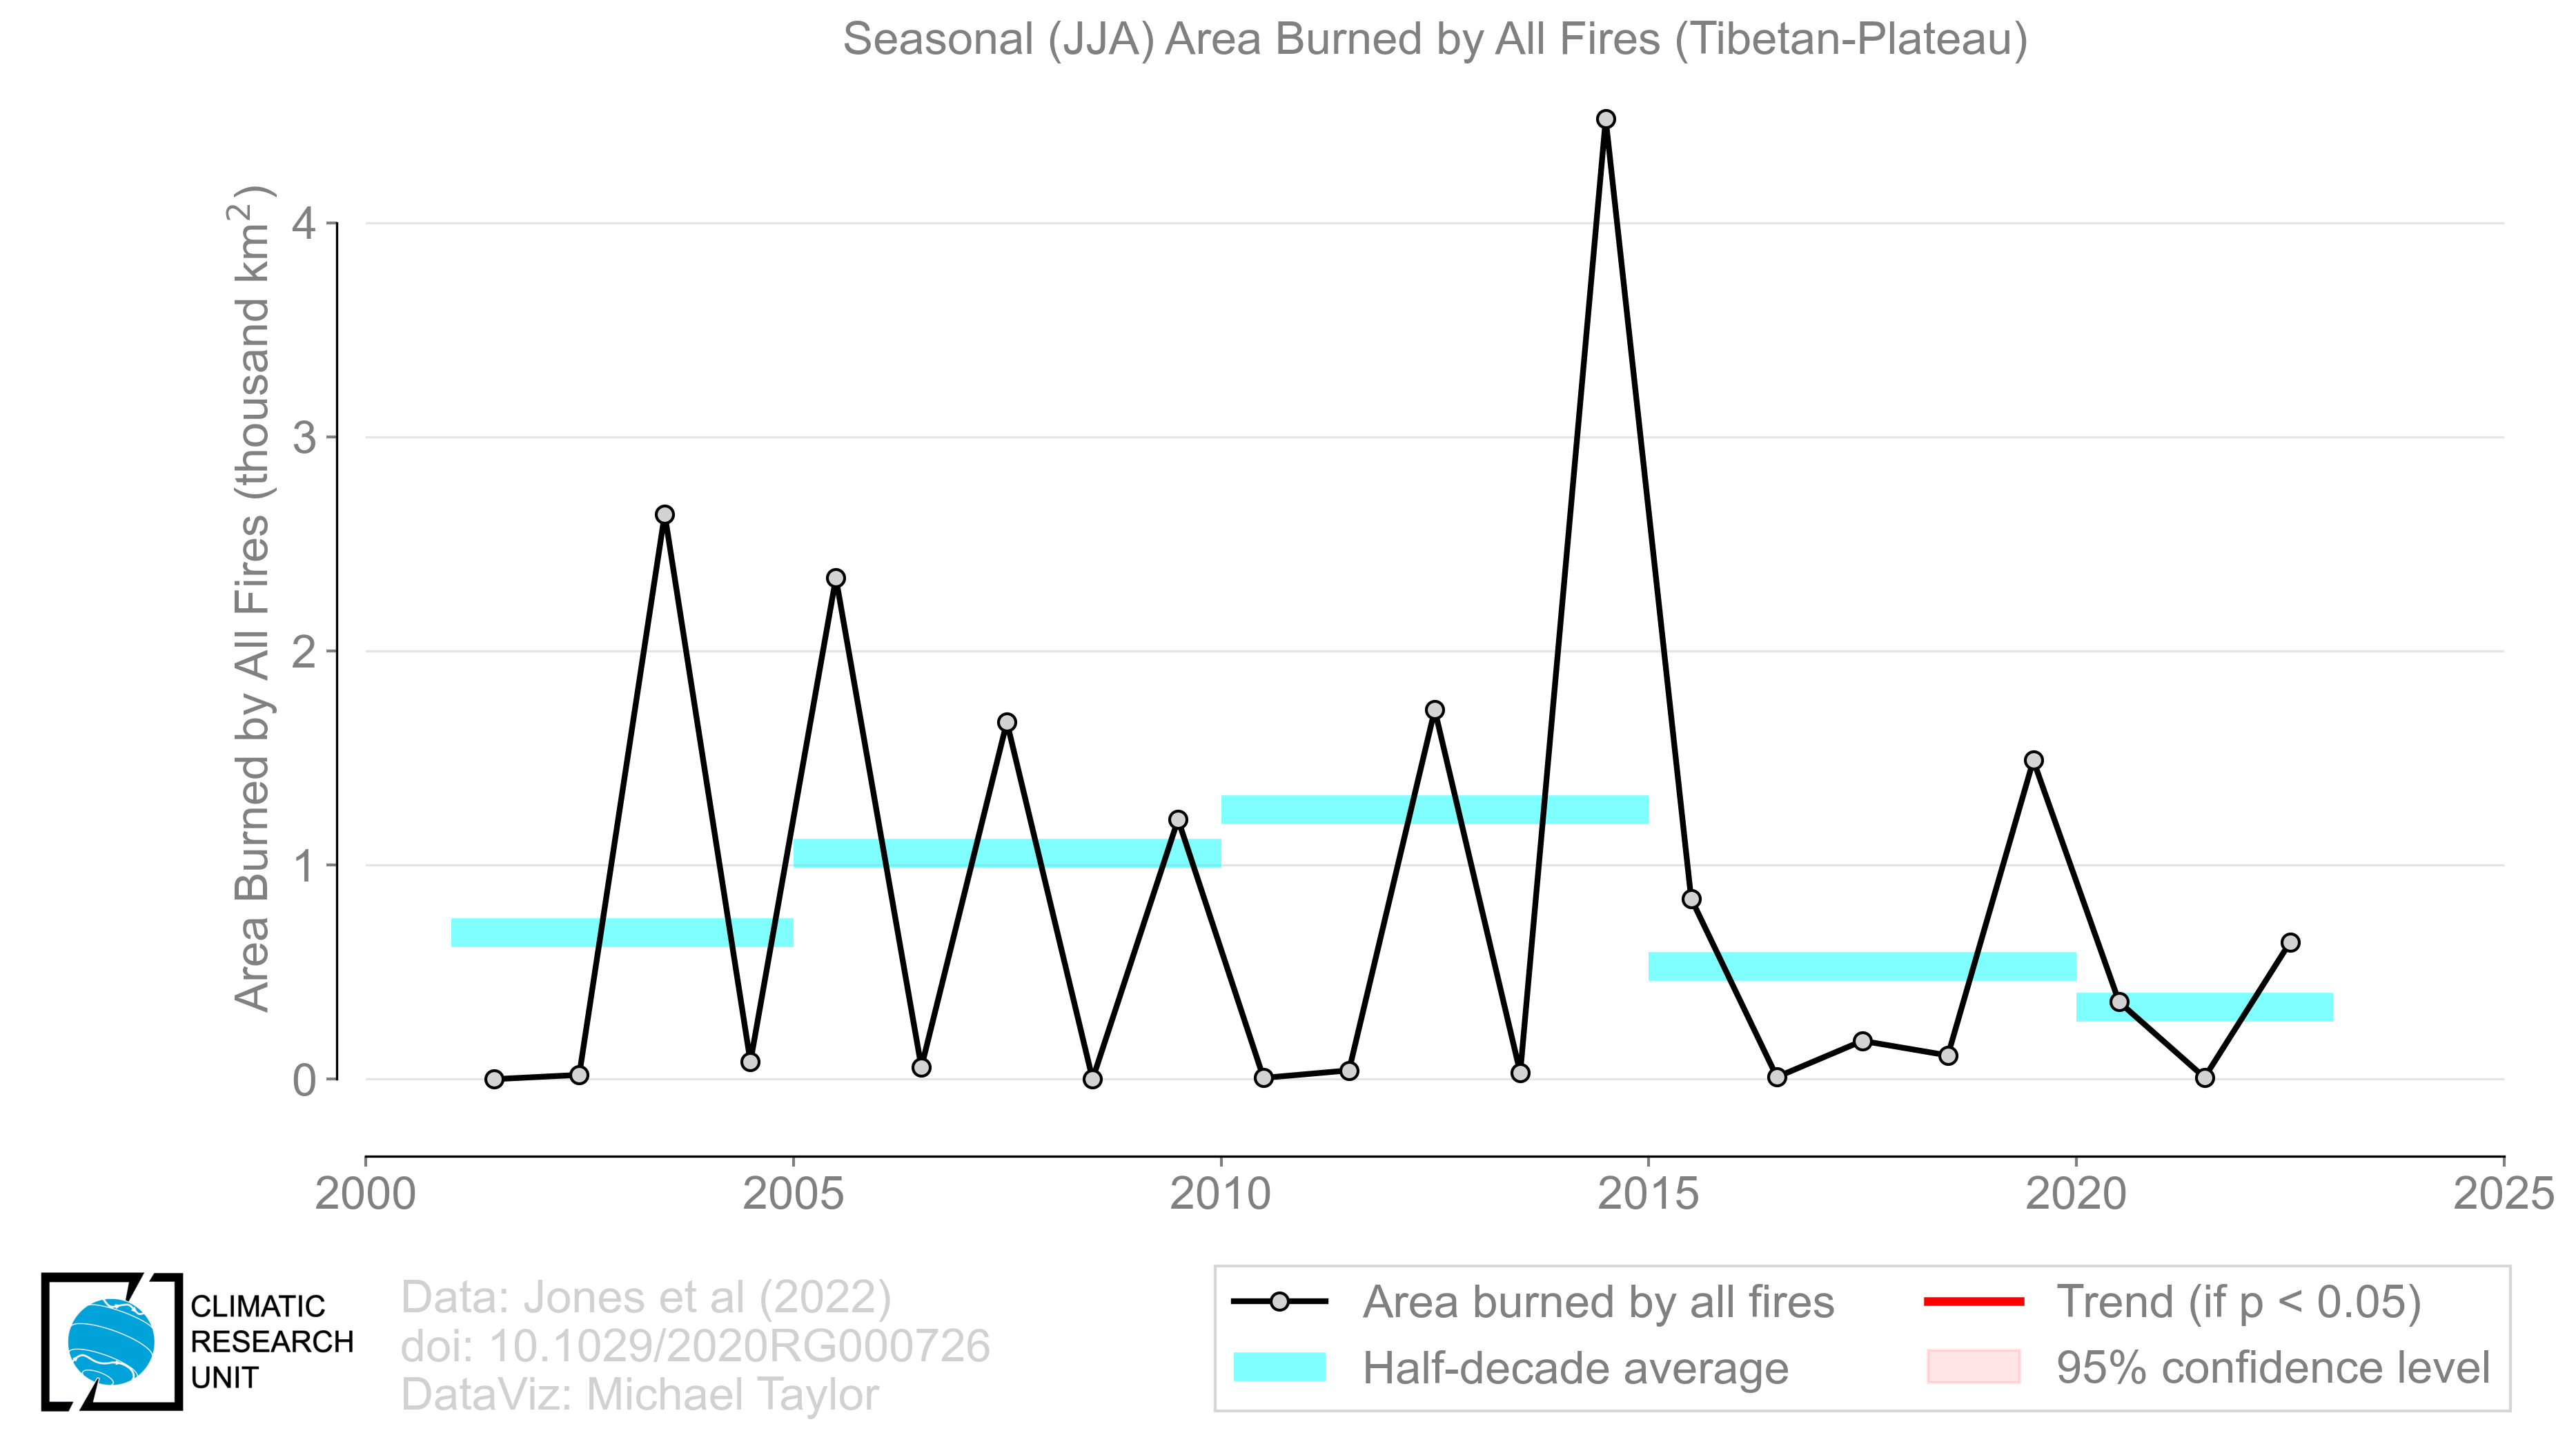 Seasonal (JJA) Area Burned by All Fires (Tibetan-Plateau)
Area Burned by All Fires (thousand km²)
4
3
2
1
0
2000 2005 2010 2015 2020 2025
CLIMATIC
RESEARCH
UNIT
Data: Jones et al (2022)
doi: 10.1029/2020RG000726
DataViz: Michael Taylor
Area burned by all fires
Half-decade average
Trend (if p < 0.05)
95% confidence level